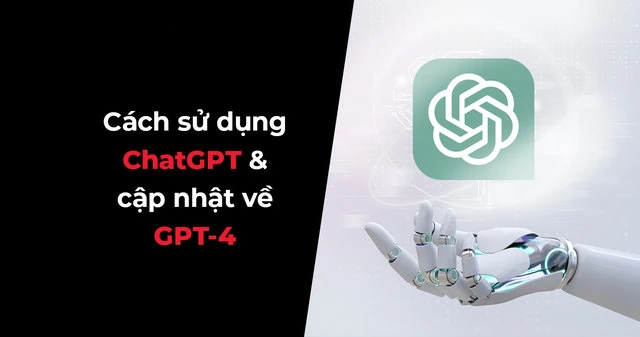 Cách sử dụng
ChatGPT &
cập nhật về
GPT-4